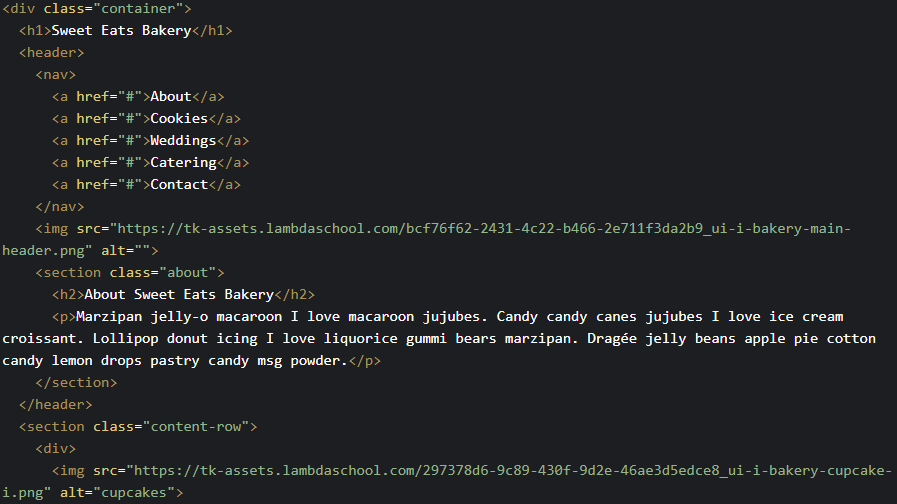 <div class="container">
<h1>Sweet Eats Bakery</h1>
<header>
<nav>
<a href="#">About</a>
<a href="#">Cookies</a>
<a href="#">Weddings</a>
<a href="#">Catering</a>
<a href="#">Contact</a>
</nav>
<img src="https://tk-assets.lambdaschool.com/bcf76f62-2431-4c22-b466-2e711f3da2b9_ui-i-bakery-main-
header.png" alt="">
<section class="about">
<h2>About Sweet Eats Bakery</h2>
<p>Marzipan jelly-o macaroon I love macaroon jujubes. Candy candy canes jujubes I love ice cream
croissant. Lollipop donut icing I love liquorice gummi bears marzipan. Dragée jelly beans apple pie cotton
candy lemon drops pastry candy msg powder.</p>
</section>
</header>
<section class="content-row">
<div>
<img src="https://tk-assets.lambdaschool.com/297378d6-9c89-430f-9d2e-46ae3d5edce8_ui-i-bakery-cupcake-
i.png" alt="cupcakes">